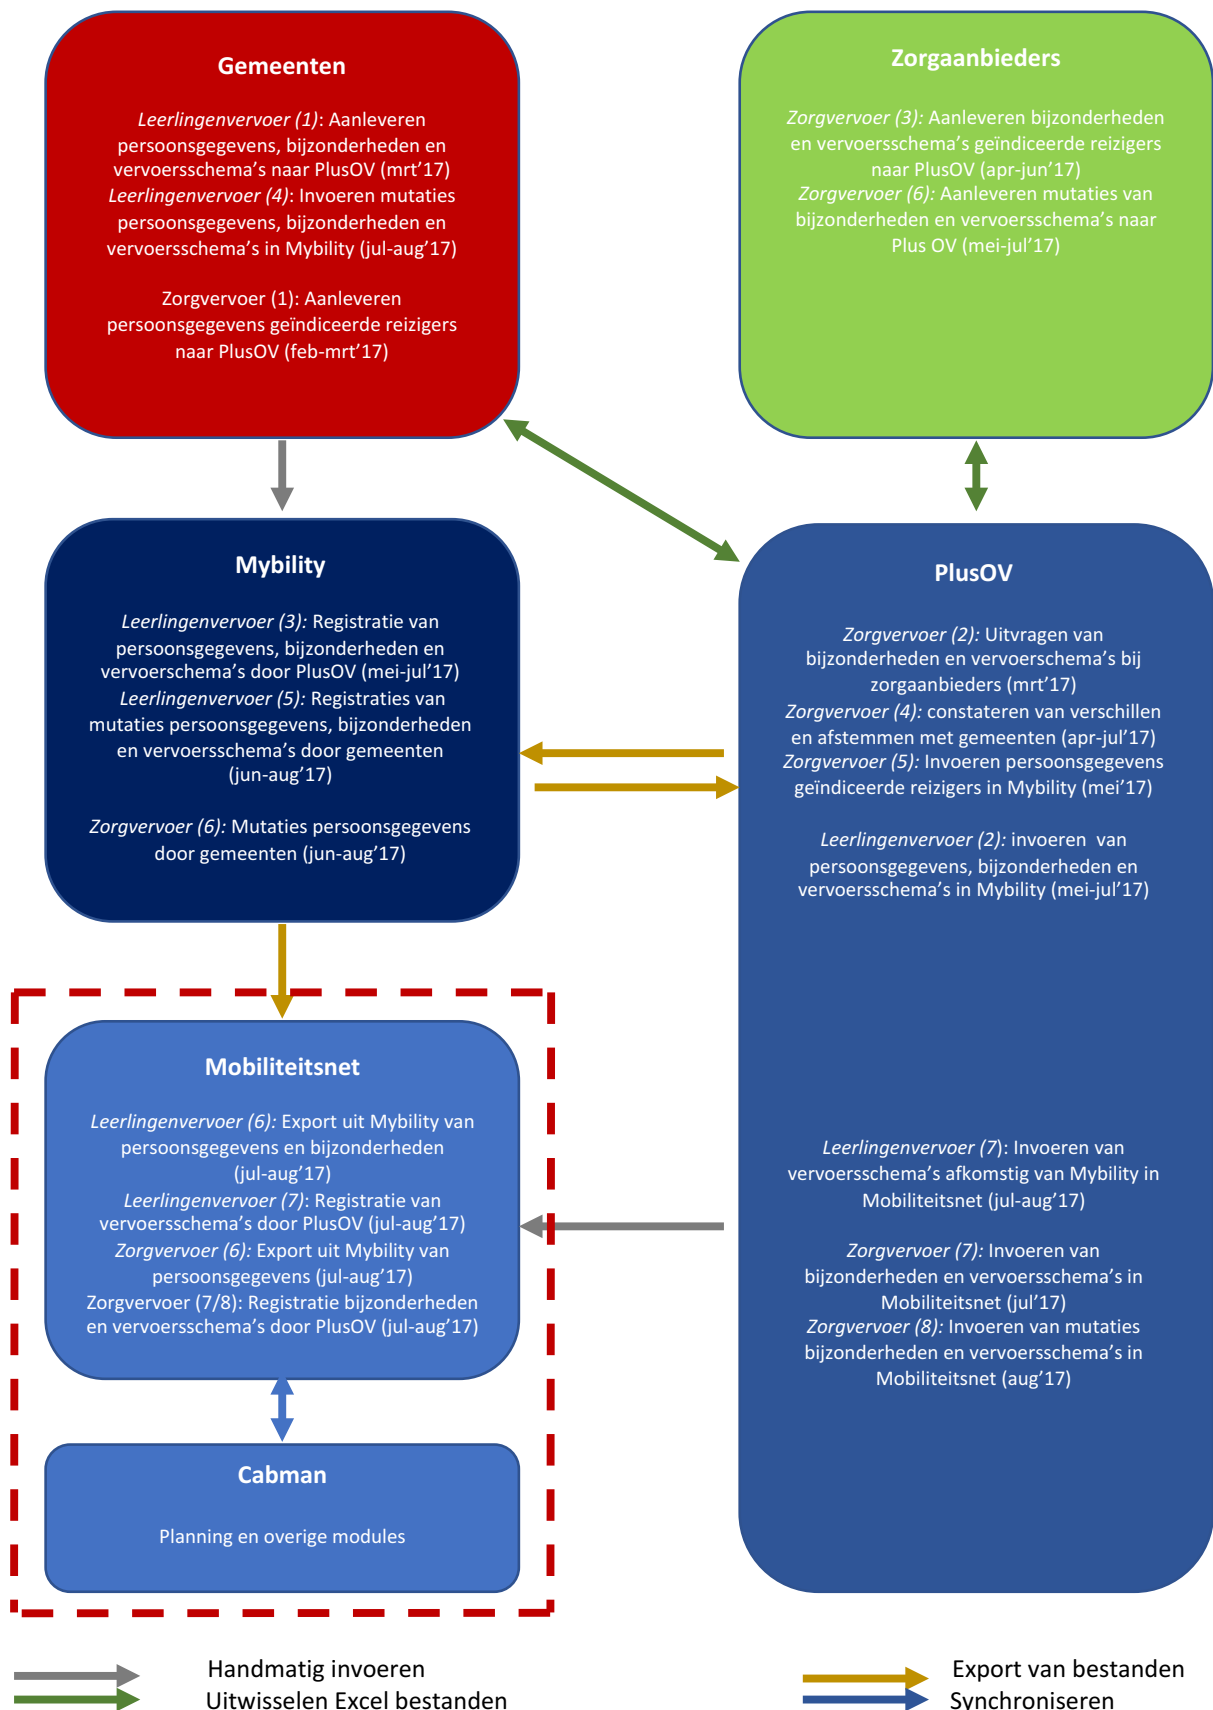 Gemeenten
Leerlingenvervoer (1): Aanleveren
persoonsgegevens, bijzonderheden en
vervoersschema’s naar PlusOV (mrt’17)
Leerlingenvervoer (4): Invoeren mutaties
persoonsgegevens, bijzonderheden en
vervoersschema’s in Mybility (jul-aug’17)
Zorgvervoer (1): Aanleveren
persoonsgegevens geïndiceerde reizigers
naar PlusOV (feb-mrt’17)
Zorgaanbieders
Zorgvervoer (3): Aanleveren bijzonderheden
en vervoersschema’s geïndiceerde reizigers
naar PlusOV (apr-jun’17)
Zorgvervoer (6): Aanleveren mutaties van
bijzonderheden en vervoersschema’s naar
Plus OV (mei-jul’17)
Mybility
Leerlingenvervoer (3): Registratie van
persoonsgegevens, bijzonderheden en
vervoerschema’s door PlusOV (mei-jul’17)
Leerlingenvervoer (5): Registraties van
mutaties persoonsgegevens, bijzonderheden
en vervoersschema’s door gemeenten
(jun-aug’17)
Zorgvervoer (6): Mutaties persoonsgegevens
door gemeenten (jun-aug’17)
PlusOV
Zorgvervoer (2): Uitvragen van
bijzonderheden en vervoerschema’s bij
zorgaanbieders (mrt’17)
Zorgvervoer (4): constateren van verschillen
en afstemmen met gemeenten (apr-jul’17)
Zorgvervoer (5): Invoeren persoonsgegevens
geïndiceerde reizigers in Mybility (mei’17)
Leerlingenvervoer (2): invoeren van
persoonsgegevens, bijzonderheden en
vervoersschema’s in Mybility (mei-jul’17)
Leerlingenvervoer (7): Invoeren van
vervoersschema’s afkomstig van Mybility in
Mobiliteitsnet (jul-aug’17)
Zorgvervoer (7): Invoeren van
bijzonderheden en vervoersschema’s in
Mobiliteitsnet (jul’17)
Zorgvervoer (8): Invoeren van mutaties
bijzonderheden en vervoersschema’s in
Mobiliteitsnet (aug’17)
Mobiliteitsnet
Leerlingenvervoer (6): Export uit Mybility van
persoonsgegevens en bijzonderheden
(jul-aug’17)
Leerlingenvervoer (7): Registratie van
vervoersschema’s door PlusOV (jul-aug’17)
Zorgvervoer (6): Export uit Mybility van
persoonsgegevens (jul-aug’17)
Zorgvervoer (7/8): Registratie bijzonderheden
en vervoersschema’s door PlusOV (jul-aug’17)
Cabman
Planning en overige modules
Handmatig invoeren
Uitwisselen Excel bestanden
Export van bestanden
Synchroniseren